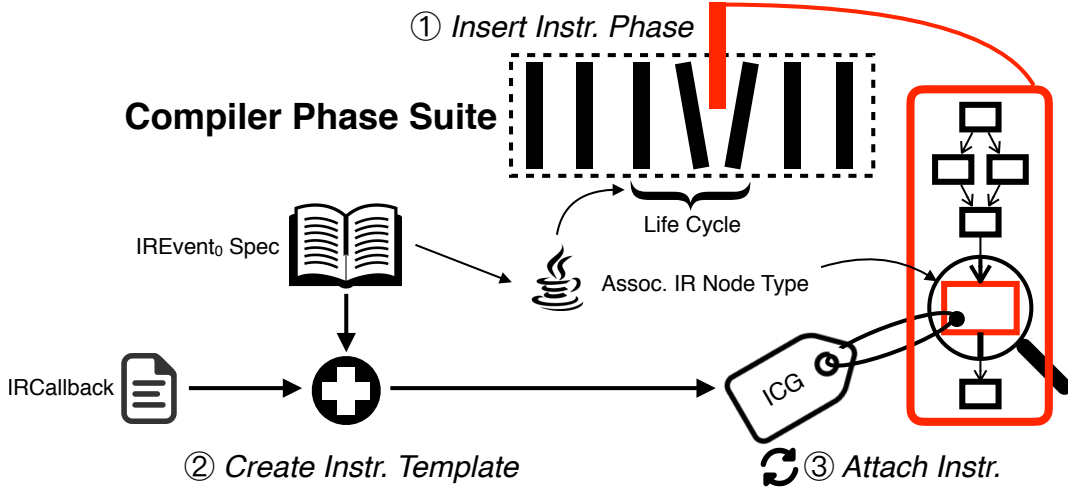 ① Insert Instr. Phase
Compiler Phase Suite
Life Cycle
IREvent₀ Spec
Assoc. IR Node Type
IRCallback
ICG
② Create Instr. Template
③ Attach Instr.